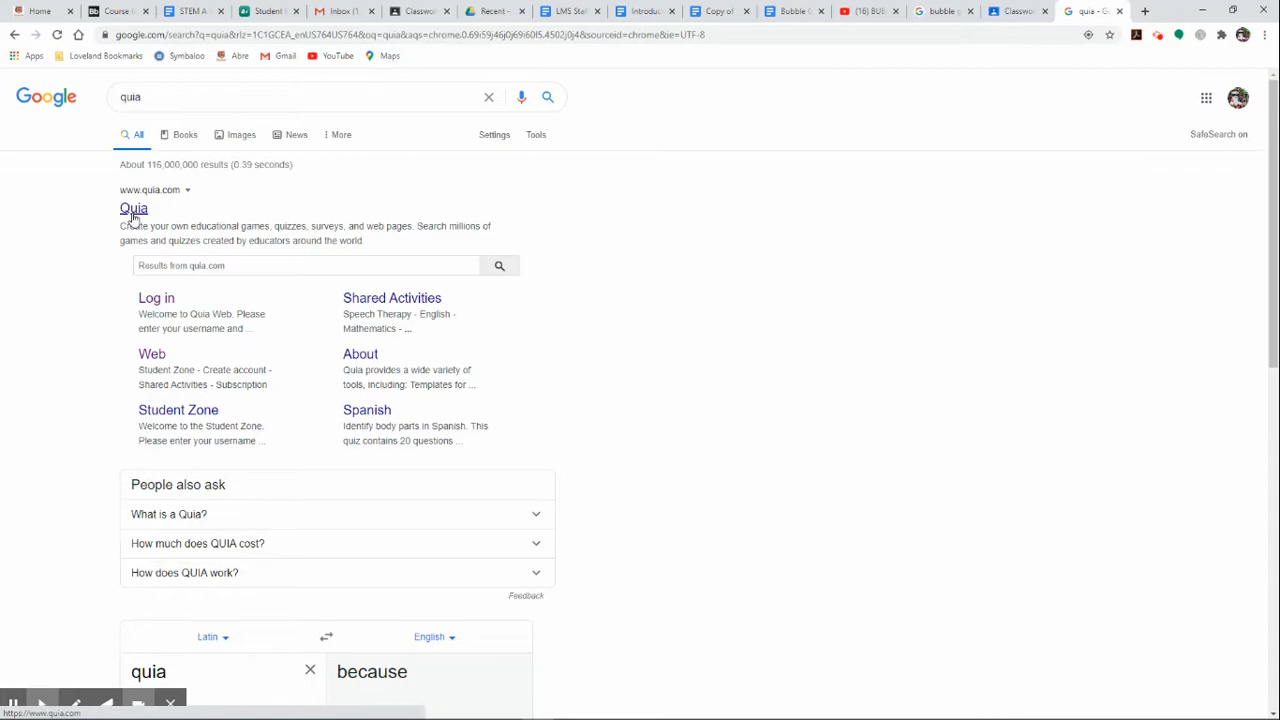 Home
Course f
STEM A
Student
Inbox (1
Classwor
Recent -
LMS Sta
Introduc
Copy of
Bubble G
(16) BUB
bubble g
Classwo
quia - Go
google.com/search?q=quia&rlz=1C1GCEA_enUS764US764&oq=quia&aqs=chrome.0.69i59j46j0j69i60j5.4502j0j4&sourceid=chrome&ie=UTF-8
Apps Loveland Bookmarks Symbaloo Abre Gmail YouTube Maps
Google quia
All Books Images News More Settings Tools SafeSearch on
About 116,000,000 results (0.39 seconds)
www.quia.com
Quia
Create your own educational games, quizzes, surveys, and web pages. Search millions of
games and quizzes created by educators around the world.
Results from quia.com
Log in
Welcome to Quia Web. Please
enter your username and ...
Shared Activities
Speech Therapy - English -
Mathematics - ...
Web
Student Zone - Create account -
Shared Activities - Subscription
About
Quia provides a wide variety of
tools, including: Templates for ...
Student Zone
Welcome to the Student Zone.
Please enter your username ...
Spanish
Identify body parts in Spanish. This
quiz contains 20 questions ...
People also ask
What is a Quia?
How much does QUIA cost?
How does QUIA work?
Feedback
Latin English
quia because
https://www.quia.com